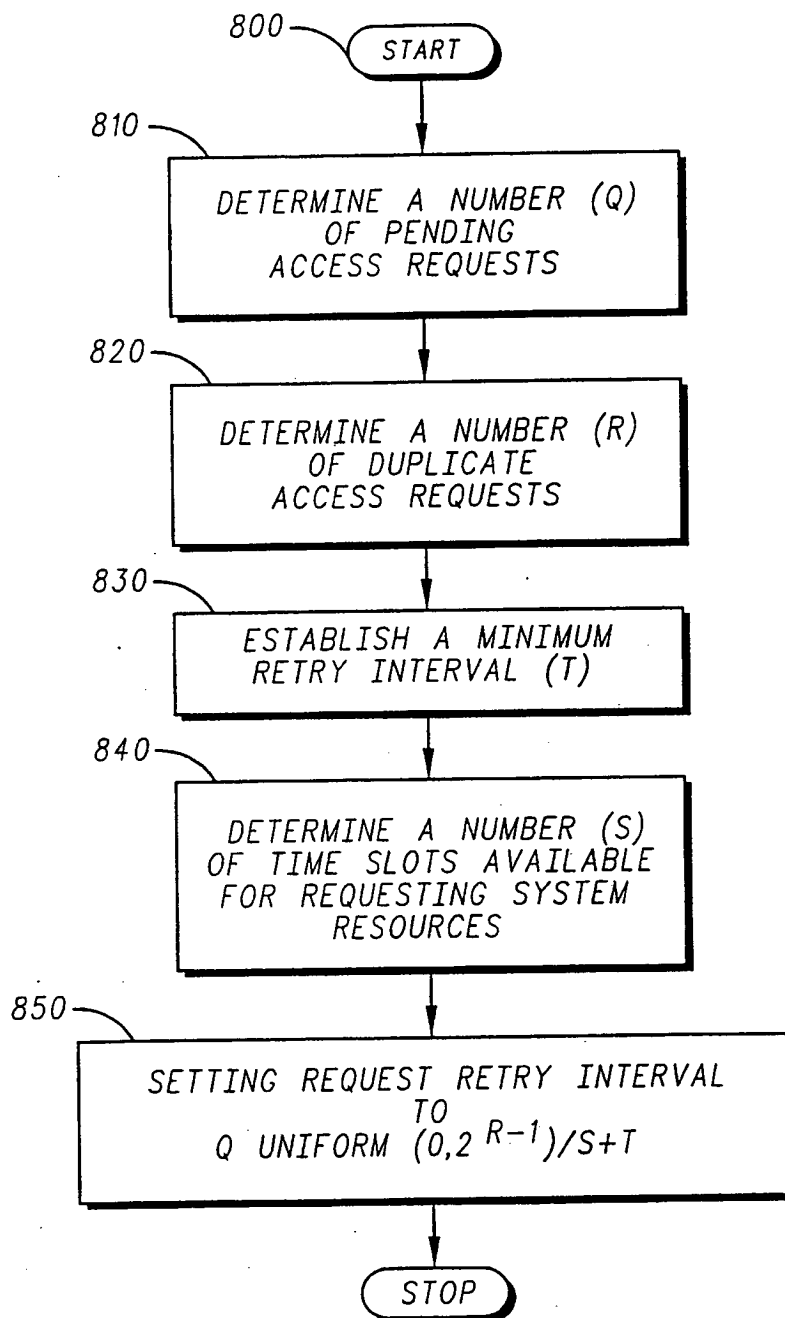 800
START
810
DETERMINE A NUMBER (Q)
OF PENDING
ACCESS REQUESTS
820
DETERMINE A NUMBER (R)
OF DUPLICATE
ACCESS REQUESTS
830
ESTABLISH A MINIMUM
RETRY INTERVAL (T)
840
DETERMINE A NUMBER (S)
OF TIME SLOTS AVAILABLE
FOR REQUESTING SYSTEM
RESOURCES
850
SETTING REQUEST RETRY INTERVAL
TO
Q UNIFORM (0,2 R-1)/S+T
STOP